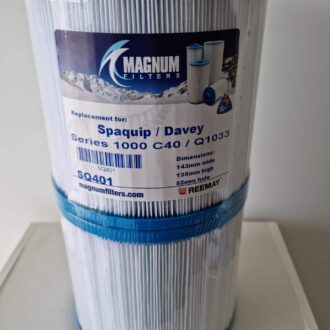 MAGNUM
FILTERS
Replacement for:
Spaquip / Davey
Series 1000 C40 / Q1033
SQ401
Dimensions:
143mm wide
135mm high
52mm hole
SQ401
magnumfilters.com
REEMAY